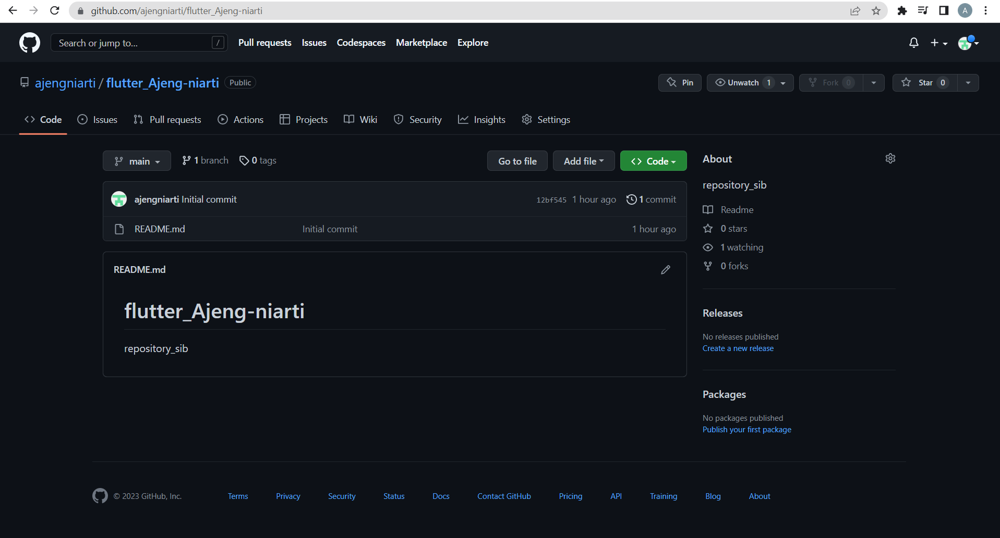 github.com/ajengniarti/flutter_Ajeng-niarti
A
Search or jump to... /
Pull requests Issues Codespaces Marketplace Explore
ajengniarti / flutter_Ajeng-niarti Public
Pin Unwatch 1 Fork 0 Star 0
Code Issues Pull requests Actions Projects Wiki Security Insights Settings
main 1 branch 0 tags Go to file Add file Code
ajengniarti Initial commit 12bf545 1 hour ago 1 commit
README.md Initial commit 1 hour ago
README.md
flutter_Ajeng-niarti
repository_sib
About
repository_sib
Readme
0 stars
1 watching
0 forks
Releases
No releases published
Create a new release
Packages
No packages published
Publish your first package
© 2023 GitHub, Inc. Terms Privacy Security Status Docs Contact GitHub Pricing API Training Blog About